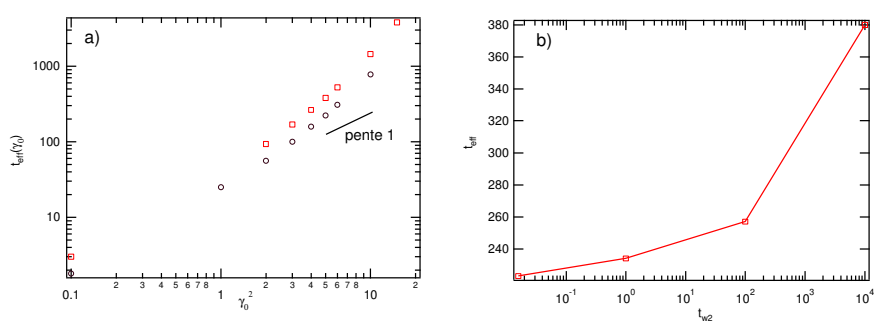 a)
1000
100
10
t_eff(γ_0)
pente 1
0.1 2 3 4 5 6 7 8 1 2 3 4 5 6 7 8 10 2
γ_0^2
b)
380
360
340
320
300
280
260
240
220
t_eff
10^-1 10^0 10^1 10^2 10^3 10^4
t_w2